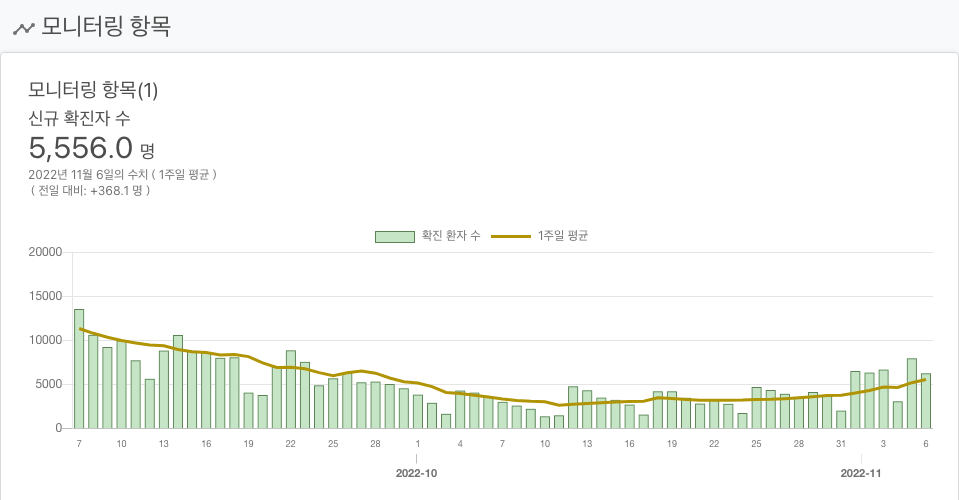 모니터링 항목
모니터링 항목(1)
신규 확진자 수
5,556.0 명
2022년 11월 6일의 수치 ( 1주일 평균 )
( 전일 대비: +368.1 명 )
확진 환자 수 1주일 평균
20000
15000
10000
5000
0
7 10 13 16 19 22 25 28 1 4 7 10 13 16 19 22 25 28 31 3 6
2022-10 2022-11